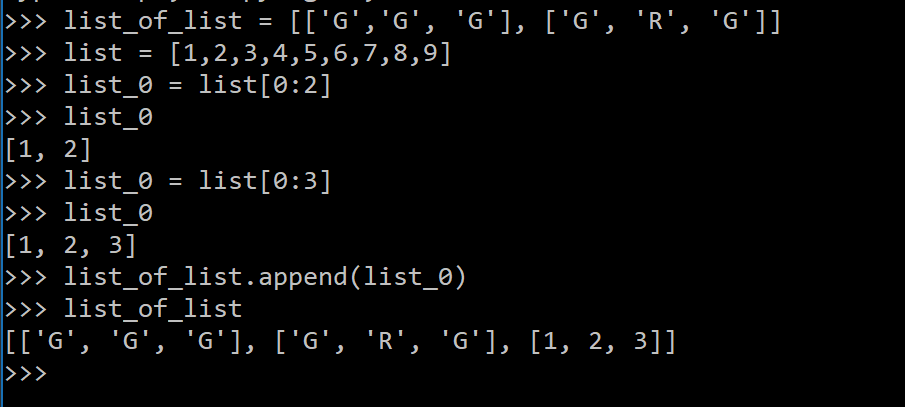 >>> list_of_list = [['G','G', 'G'], ['G', 'R', 'G']]
>>> list = [1,2,3,4,5,6,7,8,9]
>>> list_0 = list[0:2]
>>> list_0
[1, 2]
>>> list_0 = list[0:3]
>>> list_0
[1, 2, 3]
>>> list_of_list.append(list_0)
>>> list_of_list
[['G', 'G', 'G'], ['G', 'R', 'G'], [1, 2, 3]]
>>>